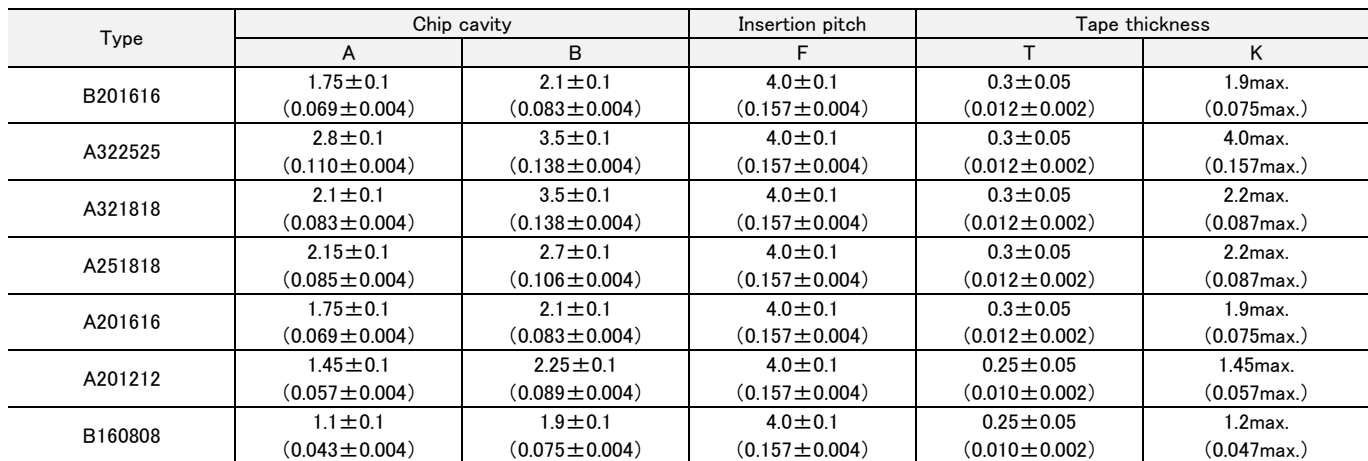 Type Chip cavity Insertion pitch Tape thickness
A B F T K
B201616 1.75±0.1 2.1±0.1 4.0±0.1 0.3±0.05 1.9max.
(0.069±0.004) (0.083±0.004) (0.157±0.004) (0.012±0.002) (0.075max.)
A322525 2.8±0.1 3.5±0.1 4.0±0.1 0.3±0.05 4.0max.
(0.110±0.004) (0.138±0.004) (0.157±0.004) (0.012±0.002) (0.157max.)
A321818 2.1±0.1 3.5±0.1 4.0±0.1 0.3±0.05 2.2max.
(0.083±0.004) (0.138±0.004) (0.157±0.004) (0.012±0.002) (0.087max.)
A251818 2.15±0.1 2.7±0.1 4.0±0.1 0.3±0.05 2.2max.
(0.085±0.004) (0.106±0.004) (0.157±0.004) (0.012±0.002) (0.087max.)
A201616 1.75±0.1 2.1±0.1 4.0±0.1 0.3±0.05 1.9max.
(0.069±0.004) (0.083±0.004) (0.157±0.004) (0.012±0.002) (0.075max.)
A201212 1.45±0.1 2.25±0.1 4.0±0.1 0.25±0.05 1.45max.
(0.057±0.004) (0.089±0.004) (0.157±0.004) (0.010±0.002) (0.057max.)
B160808 1.1±0.1 1.9±0.1 4.0±0.1 0.25±0.05 1.2max.
(0.043±0.004) (0.075±0.004) (0.157±0.004) (0.010±0.002) (0.047max.)